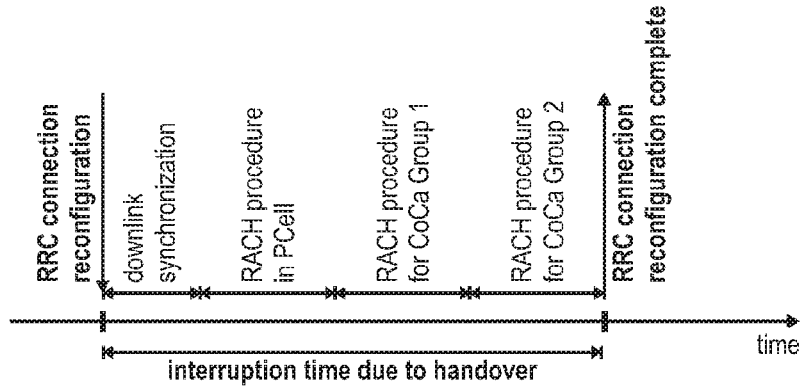 RRC connection
reconfiguration
downlink
synchronization
RACH procedure
in PCell
RACH procedure
for CoCa Group 1
RACH procedure
for CoCa Group 2
RRC connection
reconfiguration complete
time
interruption time due to handover